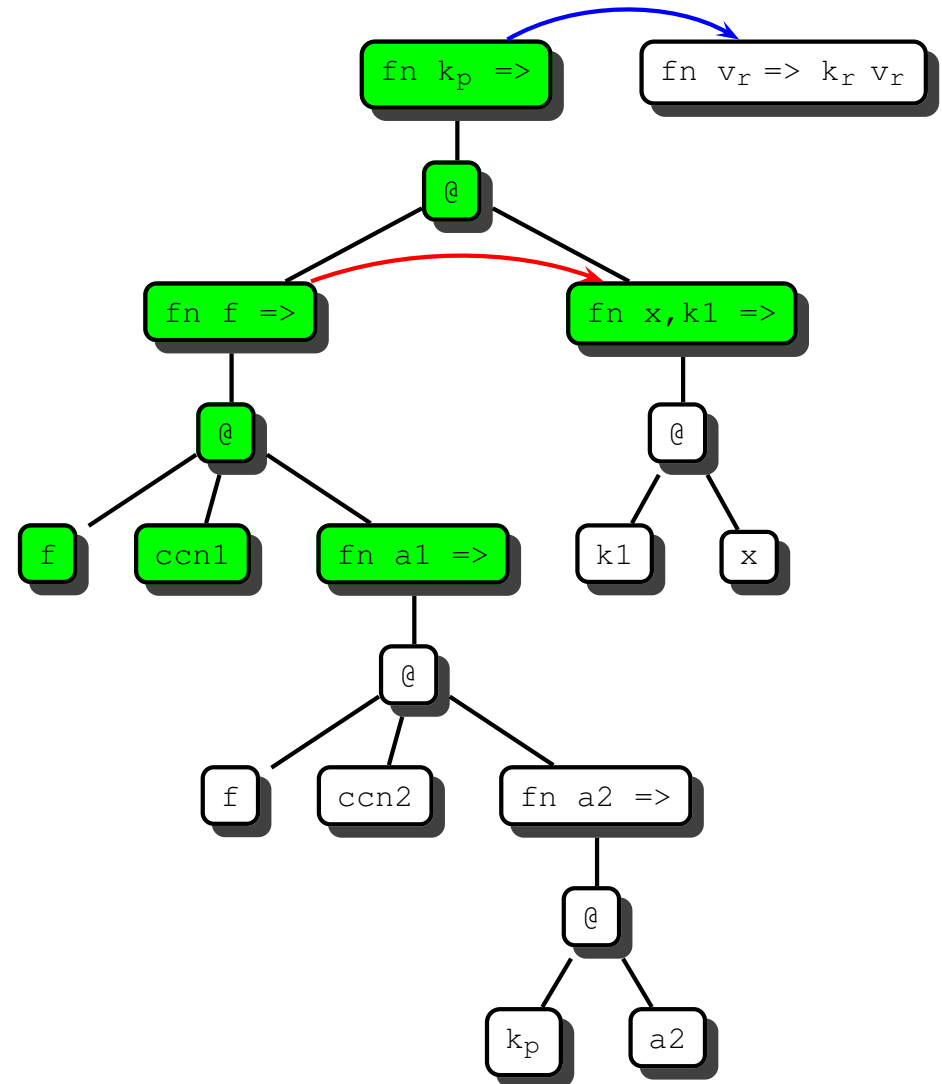 fn kₚ => fn vᵣ => kᵣ vᵣ
@
fn f => fn x,k1 =>
@ @
f ccn1 fn a1 => k1 x
@
f ccn2 fn a2 =>
@
kₚ a2